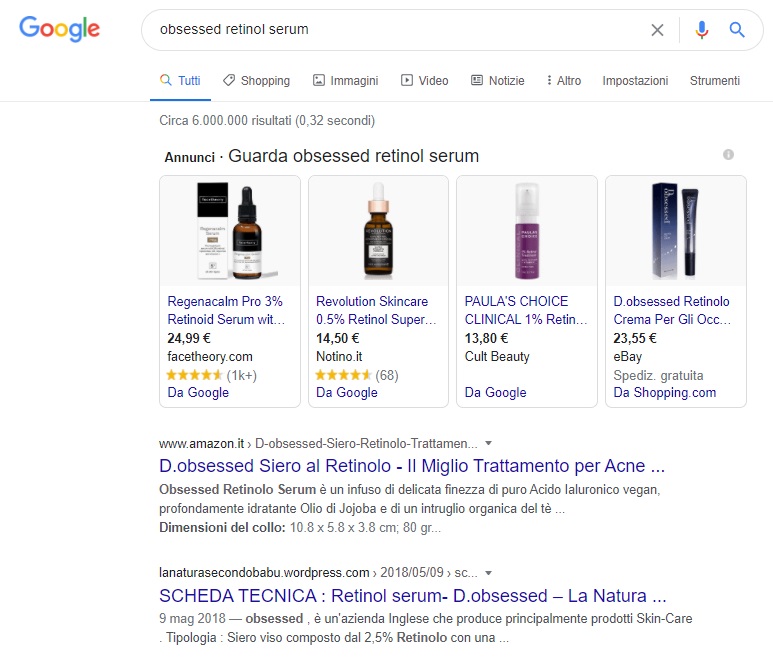 Google
obsessed retinol serum
Tutti Shopping Immagini Video Notizie Altro Impostazioni Strumenti
Circa 6.000.000 risultati (0,32 secondi)
Annunci · Guarda obsessed retinol serum
Regenacalm Pro 3%
Retinoid Serum wit...
24,99 €
facetheory.com
(1k+)
Da Google
REVOLUTION
Revolution Skincare
0.5% Retinol Super...
14,50 €
Notino.it
(68)
Da Google
PAULA'S
CHOICE
PAULA'S CHOICE
CLINICAL 1% Retin...
13,80 €
Cult Beauty
Da Google
D.obsessed Retinolo
Crema Per Gli Occ...
23,55 €
eBay
Spediz. gratuita
Da Shopping.com
www.amazon.it › D-obsessed-Siero-Retinolo-Trattamen...
D.obsessed Siero al Retinolo - Il Miglio Trattamento per Acne ...
Obsessed Retinolo Serum è un infuso di delicata finezza di puro Acido Ialuronico vegan,
profondamente idratante Olio di Jojoba e di un intruglio organica del tè ...
Dimensioni del collo: 10.8 x 5.8 x 3.8 cm; 80 gr...
lanaturasecondobabu.wordpress.com › 2018/05/09 › sc...
SCHEDA TECNICA : Retinol serum- D.obsessed – La Natura ...
9 mag 2018 — obsessed , è un'azienda Inglese che produce principalmente prodotti Skin-Care
. Tipologia : Siero viso composto dal 2,5% Retinolo con una ...